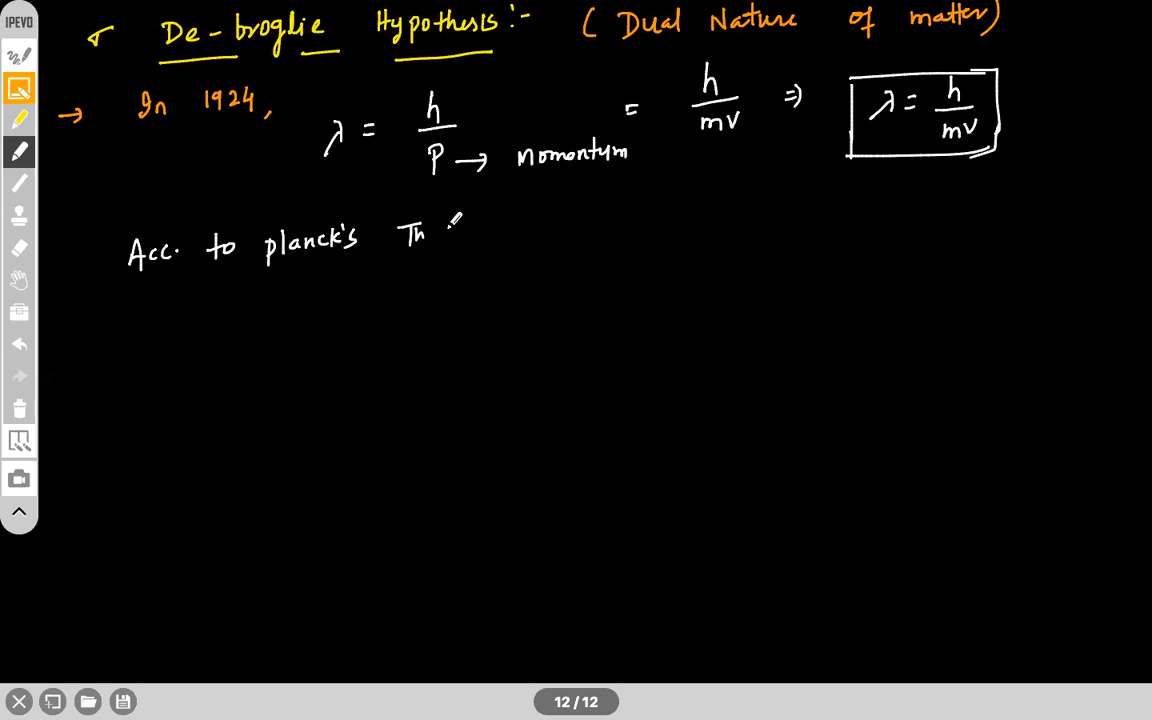 IPEVO
De-broglie Hypothesis:- (Dual Nature of matter)
→ In 1924, λ = h/P = h/mv ⇒ λ = h/mv
P → Momentum
Acc. to planck's Th
12/12